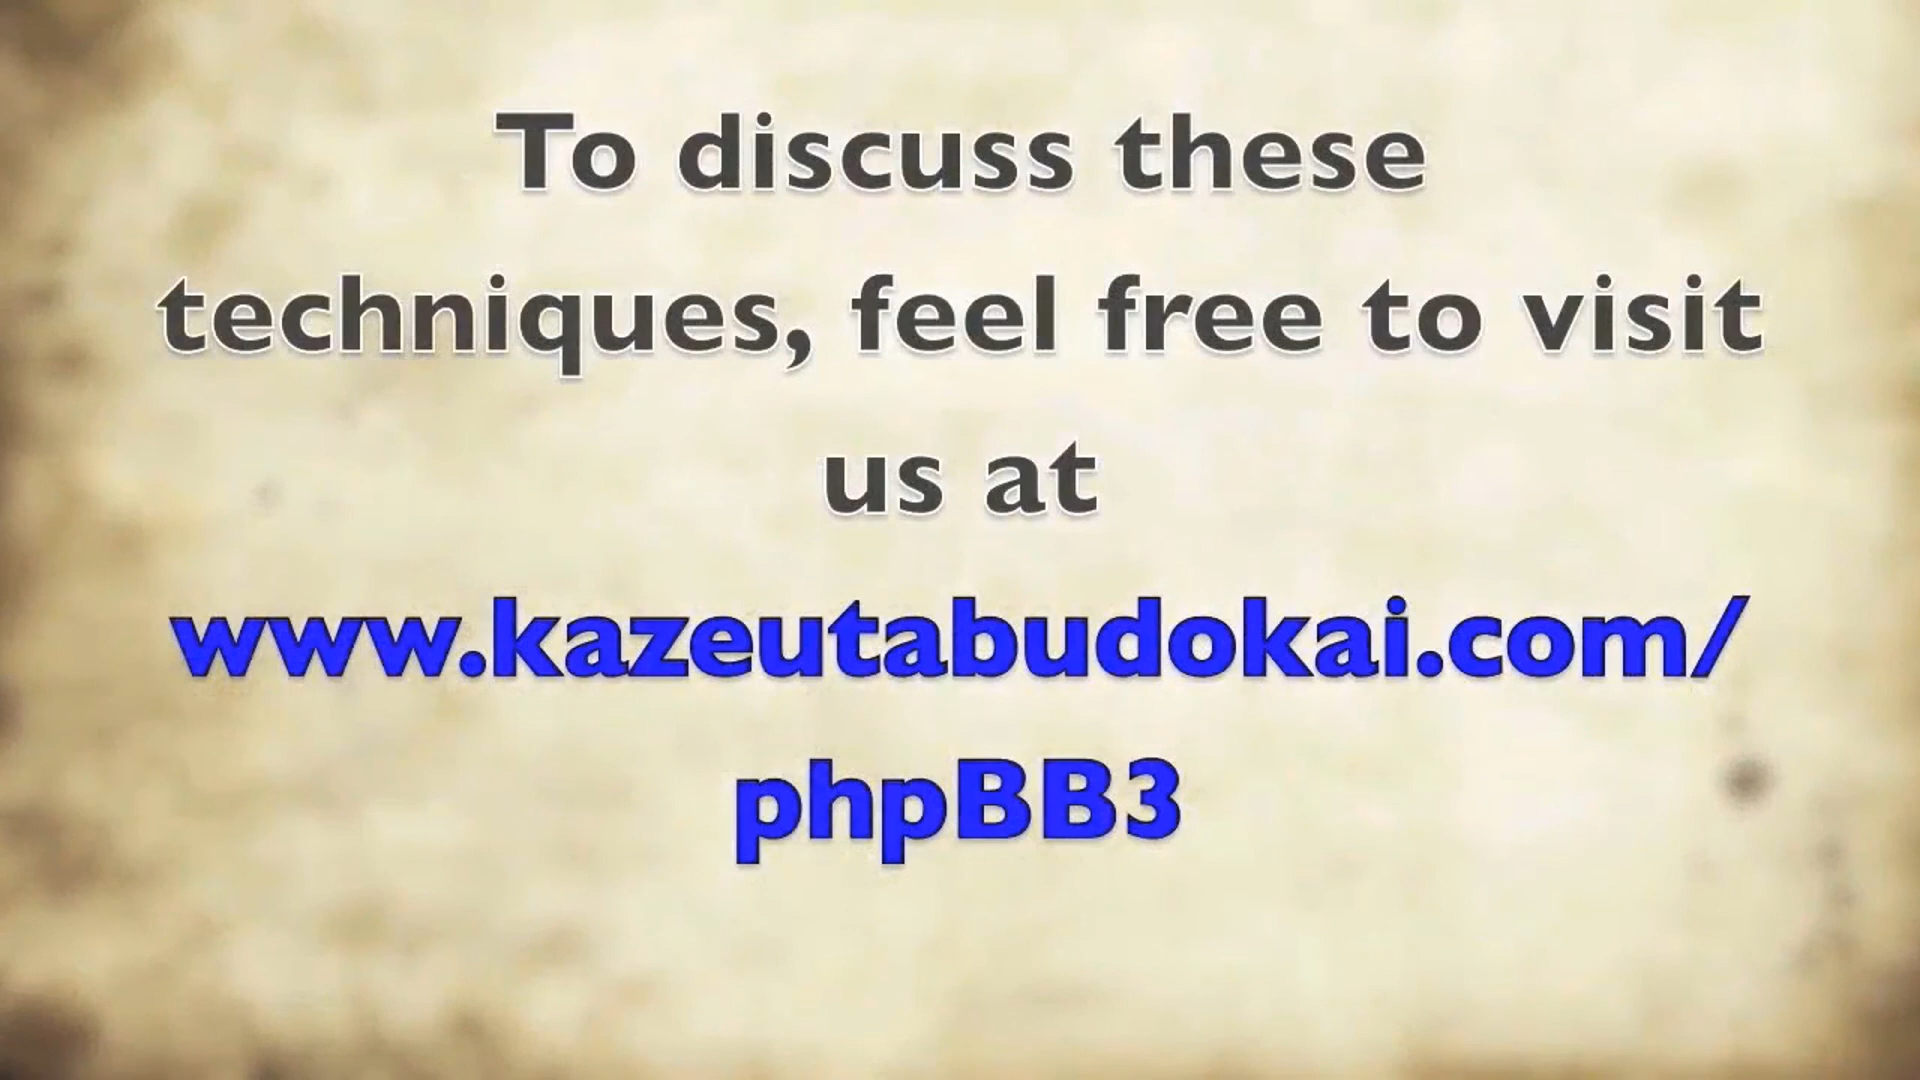 To discuss these
techniques, feel free to visit
us at
www.kazeutabudokai.com/
phpBB3